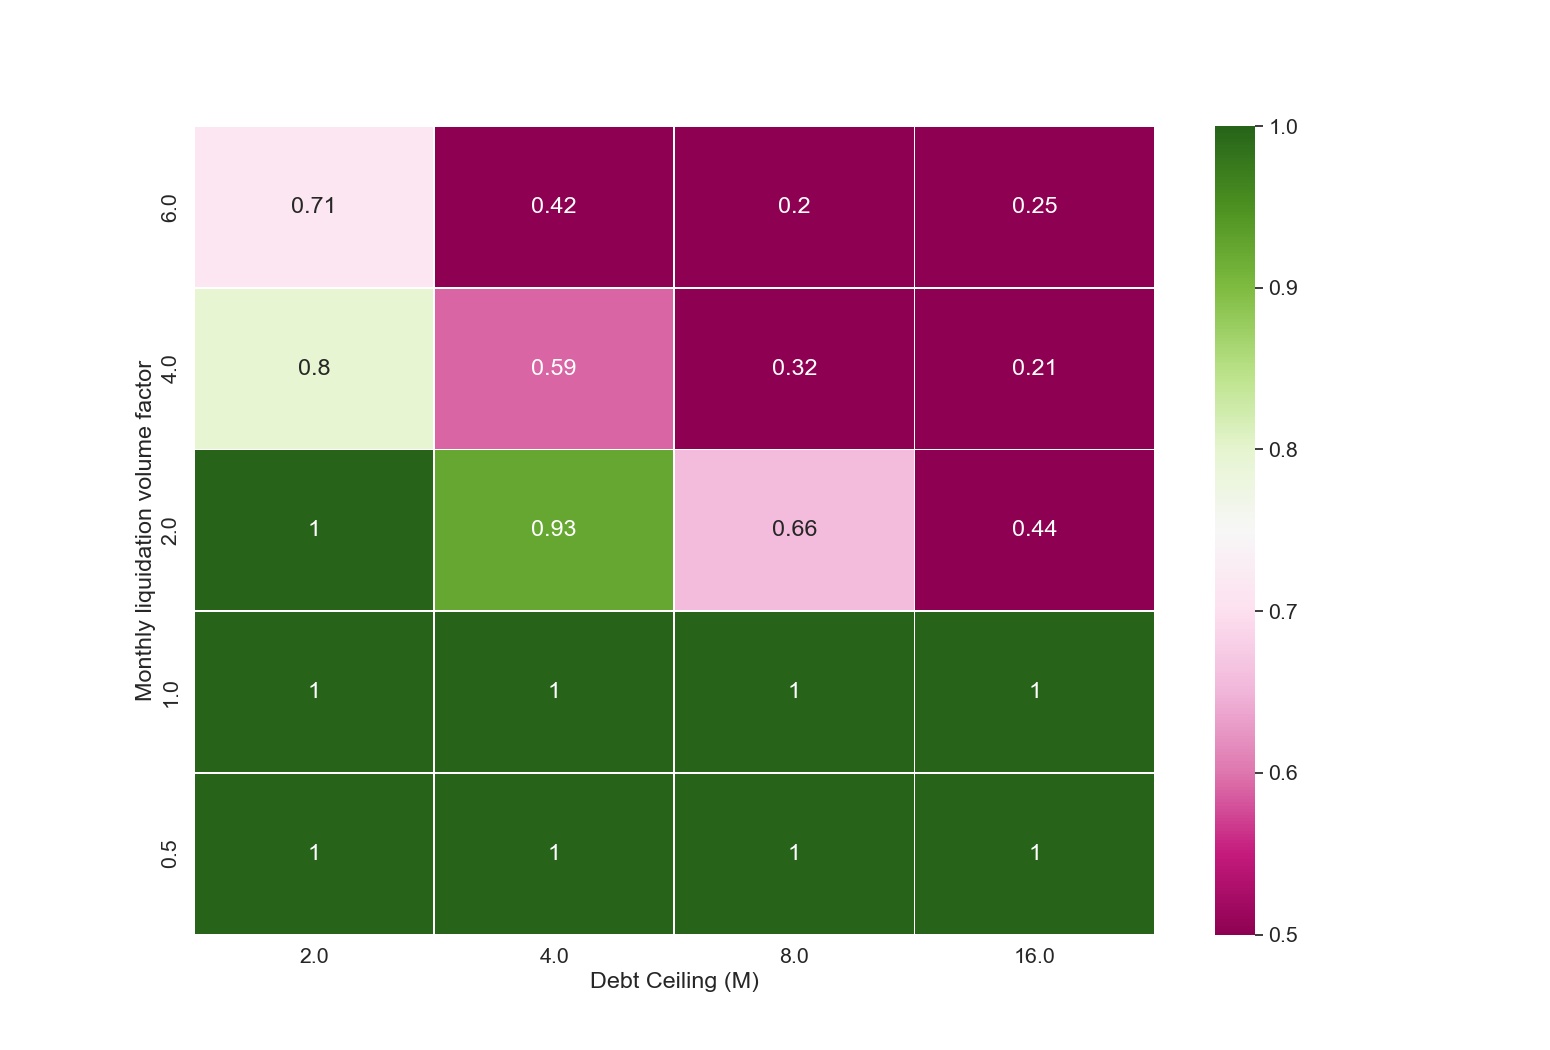 1.0
6.0 0.71 0.42 0.2 0.25
0.9
4.0 0.8 0.59 0.32 0.21
0.8
Monthly liquidation volume factor
2.0 1 0.93 0.66 0.44
0.7
1.0 1 1 1 1
0.6
0.5 1 1 1 1
0.5
2.0 4.0 8.0 16.0
Debt Ceiling (M)